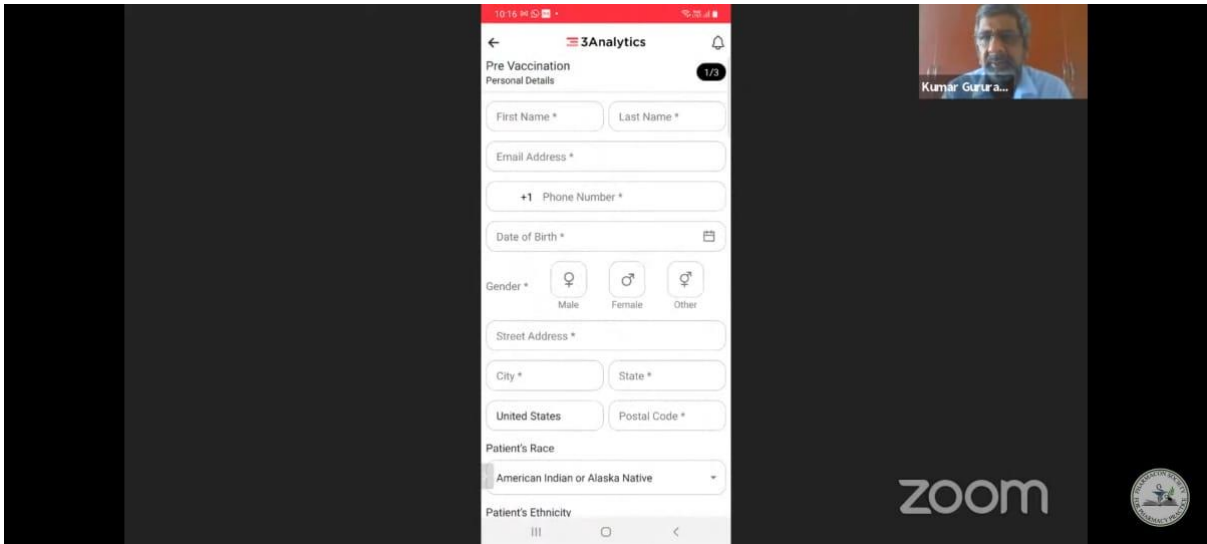 10:16
3Analytics
Pre Vaccination
1/3
Personal Details
First Name *
Last Name *
Email Address *
+1 Phone Number *
Date of Birth *
Gender *
Male
Female
Other
Street Address *
City *
State *
United States
Postal Code *
Patient's Race
American Indian or Alaska Native
Patient's Ethnicity
Kumar Gurura...
zoom